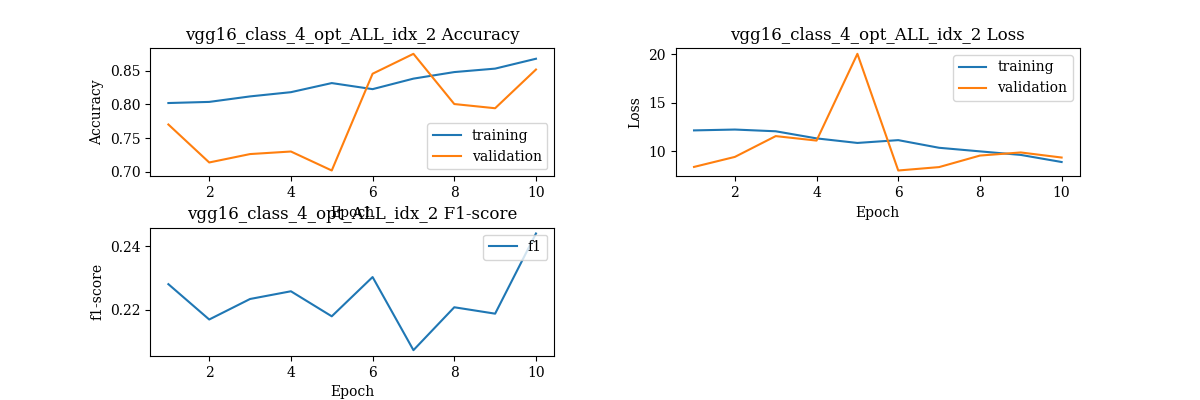 vgg16_class_4_opt_ALL_idx_2 Accuracy
Accuracy
0.85
0.80
0.75
0.70
training
validation
2 4 6 8 10
Epoch
vgg16_class_4_opt_ALL_idx_2 Loss
Loss
20
15
10
training
validation
2 4 6 8 10
Epoch
vgg16_class_4_opt_ALL_idx_2 F1-score
f1-score
0.24
0.22
f1
2 4 6 8 10
Epoch